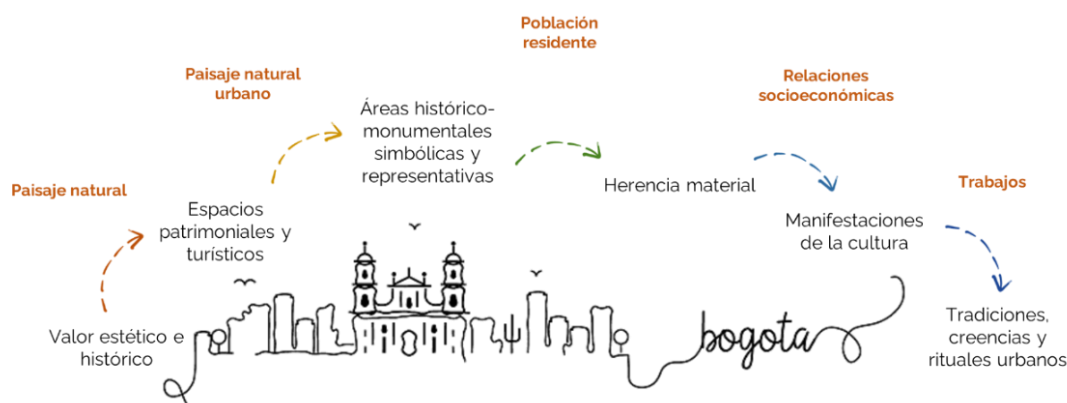 Población
residente
Paisaje natural
urbano
Relaciones
socioeconómicas
Áreas histórico-
monumentales
simbólicas y
representativas
Paisaje natural
Herencia material
Trabajos
Espacios
patrimoniales y
turísticos
Manifestaciones
de la cultura
Valor estético e
histórico
bogota
Tradiciones,
creencias y
rituales urbanos